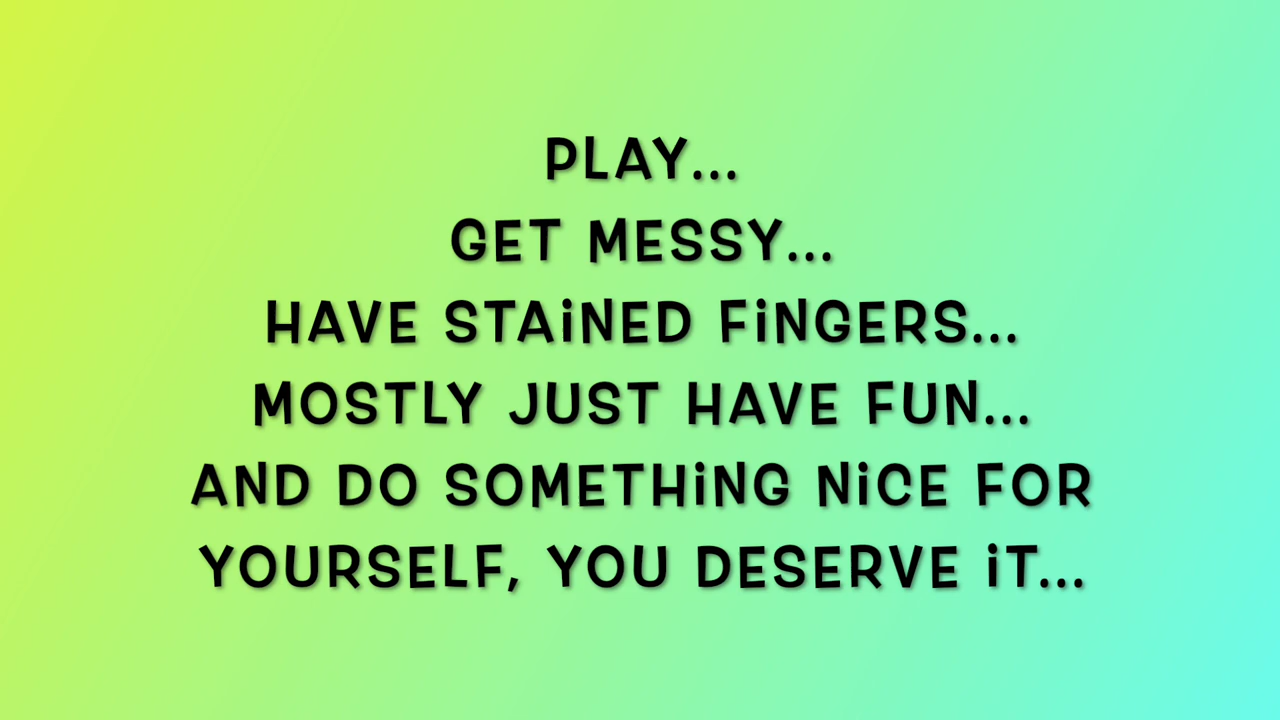 PLAY...
GET MESSY...
HAVE STAiNED FiNGERS...
MOSTLY JUST HAVE FUN...
AND DO SOMETHiNG NiCE FOR
YOURSELF, YOU DESERVE iT...